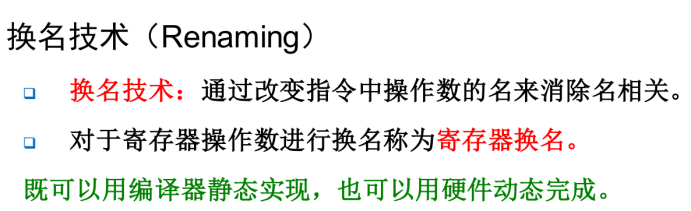 换名技术（Renaming）
换名技术：通过改变指令中操作数的名来消除名相关。
对于寄存器操作数进行换名称为寄存器换名。
既可以用编译器静态实现，也可以用硬件动态完成。